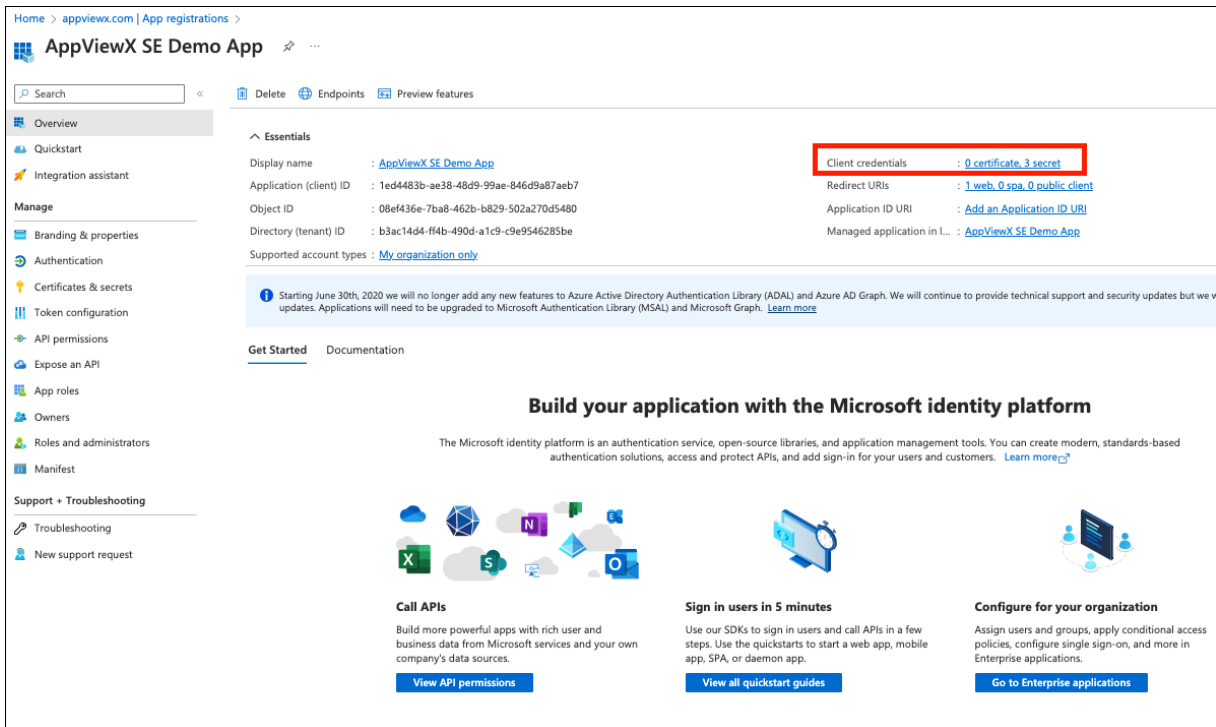 Home > appviewx.com | App registrations >
AppViewX SE Demo App
Search
Delete Endpoints Preview features
Overview
Quickstart
Integration assistant
Manage
Branding & properties
Authentication
Certificates & secrets
Token configuration
API permissions
Expose an API
App roles
Owners
Roles and administrators
Manifest
Support + Troubleshooting
Troubleshooting
New support request
Essentials
Display name : AppViewX SE Demo App
Application (client) ID : 1ed4483b-ae38-48d9-99ae-846d9a87aeb7
Object ID : 08ef436e-7ba8-462b-b829-502a270d5480
Directory (tenant) ID : b3ac14d4-ff4b-490d-a1c9-c9e9546285be
Supported account types : My organization only
Client credentials : 0 certificate, 3 secret
Redirect URIs : 1 web, 0 spa, 0 public client
Application ID URI : Add an Application ID URI
Managed application in l... : AppViewX SE Demo App
Starting June 30th, 2020 we will no longer add any new features to Azure Active Directory Authentication Library (ADAL) and Azure AD Graph. We will continue to provide technical support and security updates but we w
updates. Applications will need to be upgraded to Microsoft Authentication Library (MSAL) and Microsoft Graph. Learn more
Get Started Documentation
Build your application with the Microsoft identity platform
The Microsoft identity platform is an authentication service, open-source libraries, and application management tools. You can create modern, standards-based
authentication solutions, access and protect APIs, and add sign-in for your users and customers. Learn more
N
X
S
O
Call APIs
Build more powerful apps with rich user and
business data from Microsoft services and your own
company's data sources.
View API permissions
Sign in users in 5 minutes
Use our SDKs to sign in users and call APIs in a few
steps. Use the quickstarts to start a web app, mobile
app, SPA, or daemon app.
View all quickstart guides
Configure for your organization
Assign users and groups, apply conditional access
policies, configure single sign-on, and more in
Enterprise applications.
Go to Enterprise applications